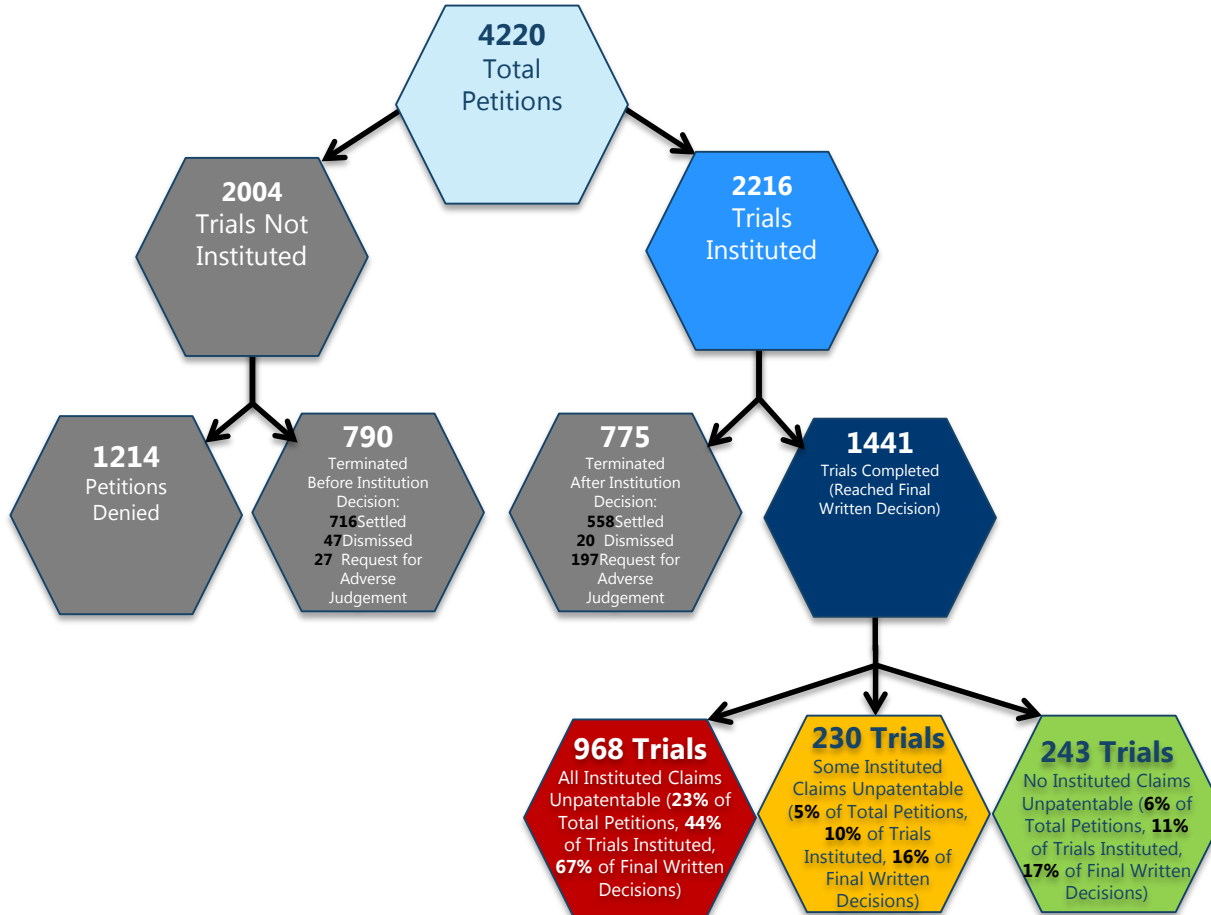 4220
Total
Petitions
2004
Trials Not
Instituted
2216
Trials
Instituted
1214
Petitions
Denied
790
Terminated
Before Institution
Decision:
716Settled
47Dismissed
27 Request for
Adverse
Judgement
775
Terminated
After Institution
Decision:
558Settled
20 Dismissed
197Request for
Adverse
Judgement
1441
Trials Completed
(Reached Final
Written Decision)
968 Trials
All Instituted Claims
Unpatentable (23% of
Total Petitions, 44%
of Trials Instituted,
67% of Final Written
Decisions)
230 Trials
Some Instituted
Claims Unpatentable
(5% of Total Petitions,
10% of Trials
Instituted, 16% of
Final Written
Decisions)
243 Trials
No Instituted Claims
Unpatentable (6% of
Total Petitions, 11%
of Trials Instituted,
17% of Final Written
Decisions)